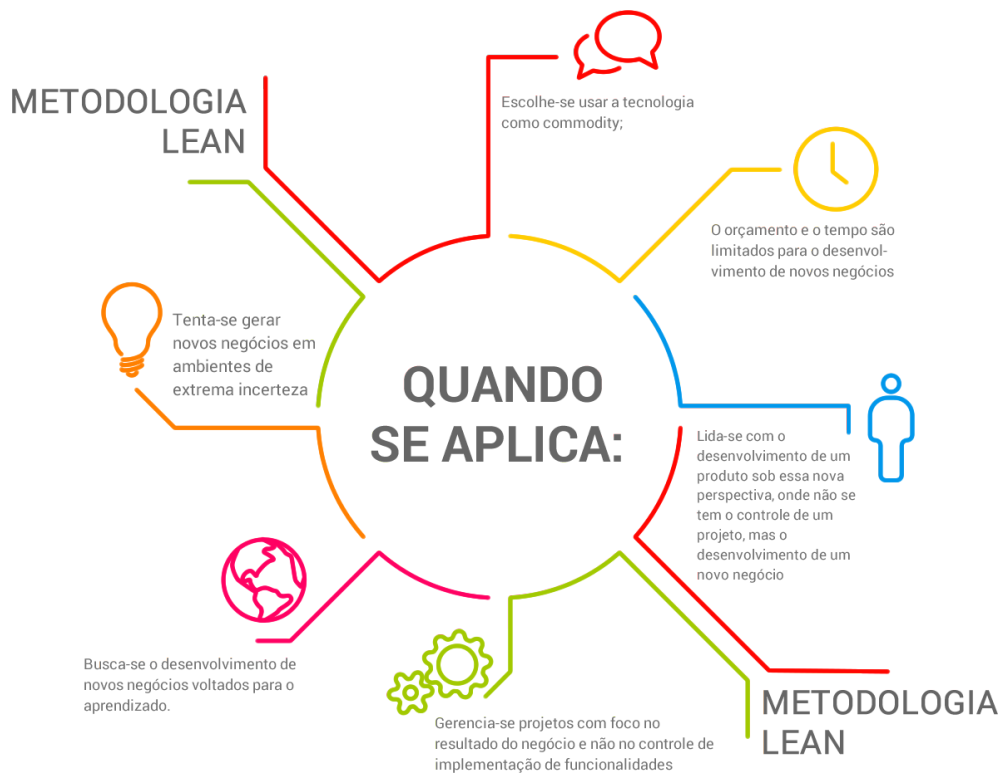 METODOLOGIA
LEAN
Escolhe-se usar a tecnologia
como commodity;
O orçamento e o tempo são
limitados para o desenvol-
vimento de novos negócios
Tenta-se gerar
novos negócios em
ambientes de
extrema incerteza
QUANDO
SE APLICA:
Lida-se com o
desenvolvimento de um
produto sob essa nova
perspectiva, onde não se
tem o controle de um
projeto, mas o
desenvolvimento de um
novo negócio
Busca-se o desenvolvimento de
novos negócios voltados para o
aprendizado.
Gerencia-se projetos com foco no
resultado do negócio e não no controle de
implementação de funcionalidades
METODOLOGIA
LEAN